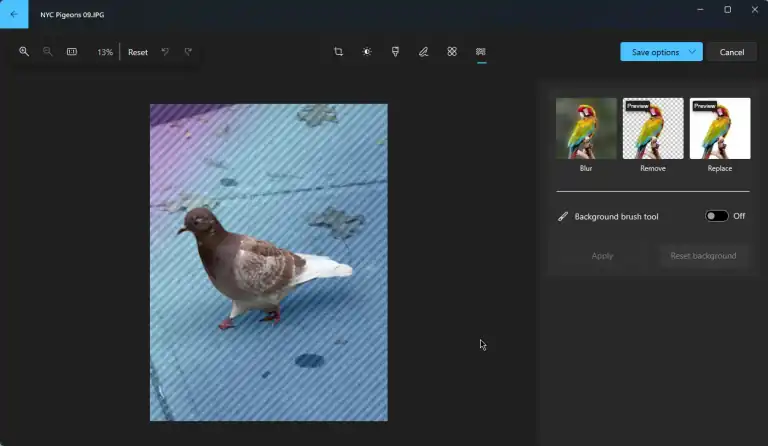 NYC Pigeons 09.JPG
13% Reset
Save options Cancel
Preview Preview
Blur Remove Replace
Background brush tool Off
Apply Reset background